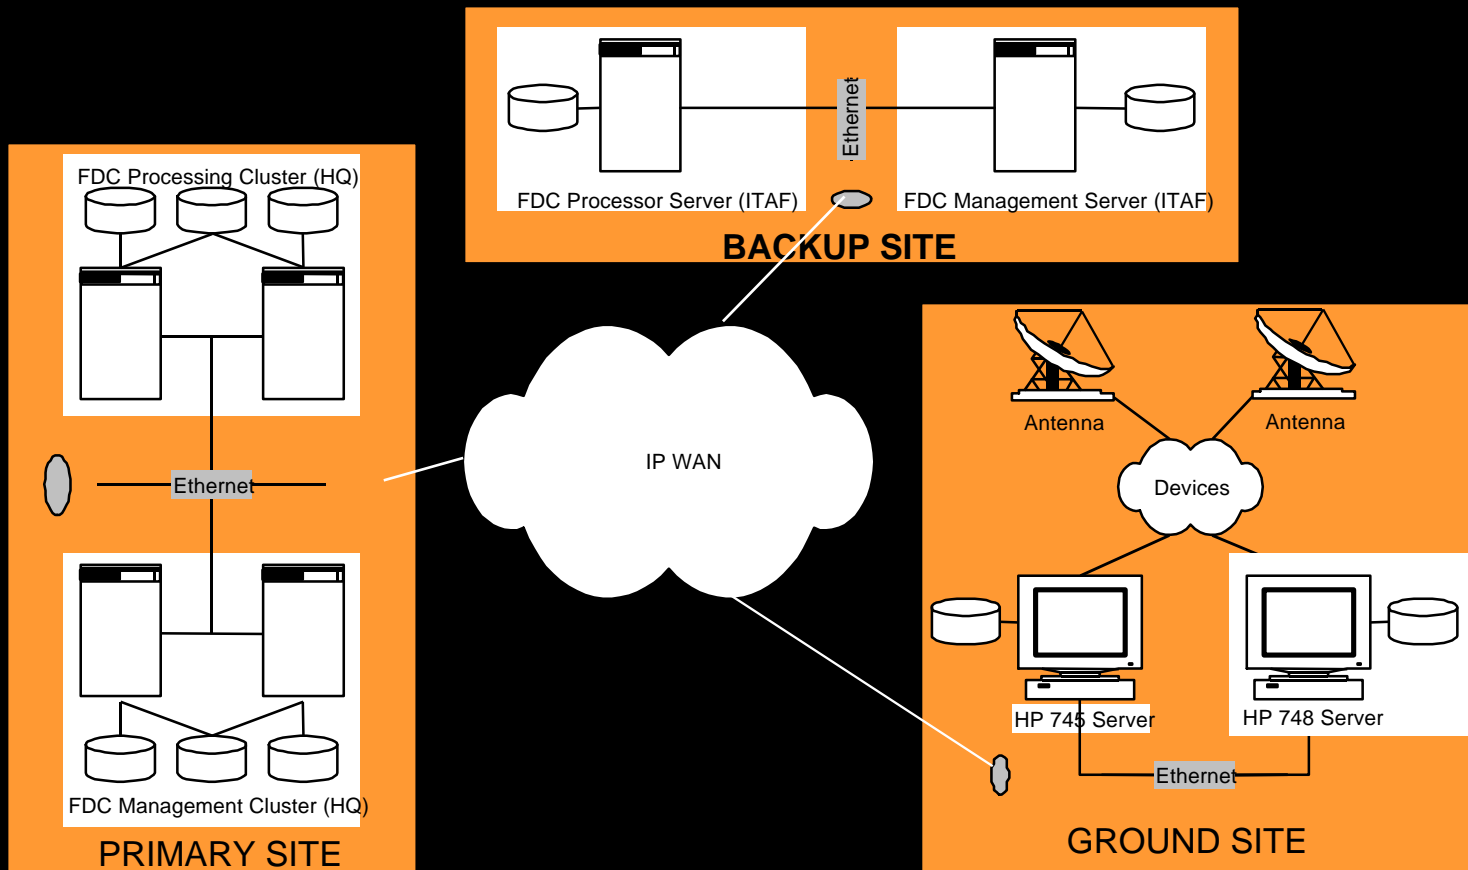 Ethernet
FDC Processor Server (ITAF)
FDC Management Server (ITAF)
BACKUP SITE
FDC Processing Cluster (HQ)
Ethernet
FDC Management Cluster (HQ)
PRIMARY SITE
IP WAN
Antenna
Antenna
Devices
HP 745 Server
HP 748 Server
Ethernet
GROUND SITE